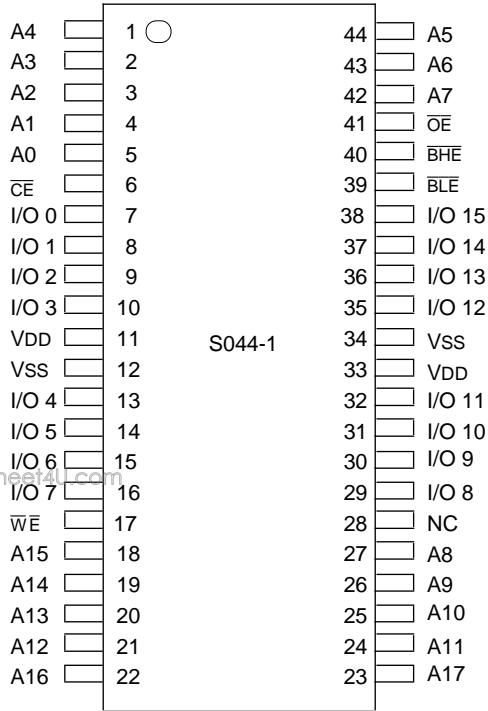 A4 1 44 A5
A3 2 43 A6
A2 3 42 A7
A1 4 41 OE
A0 5 40 BHE
CE 6 39 BLE
I/O 0 7 38 I/O 15
I/O 1 8 37 I/O 14
I/O 2 9 36 I/O 13
I/O 3 10 35 I/O 12
VDD 11 S044-1 34 VSS
VSS 12 33 VDD
I/O 4 13 32 I/O 11
I/O 5 14 31 I/O 10
I/O 6 15 30 I/O 9
heet4U.com
I/O 7 16 29 I/O 8
WE 17 28 NC
A15 18 27 A8
A14 19 26 A9
A13 20 25 A10
A12 21 24 A11
A16 22 23 A17